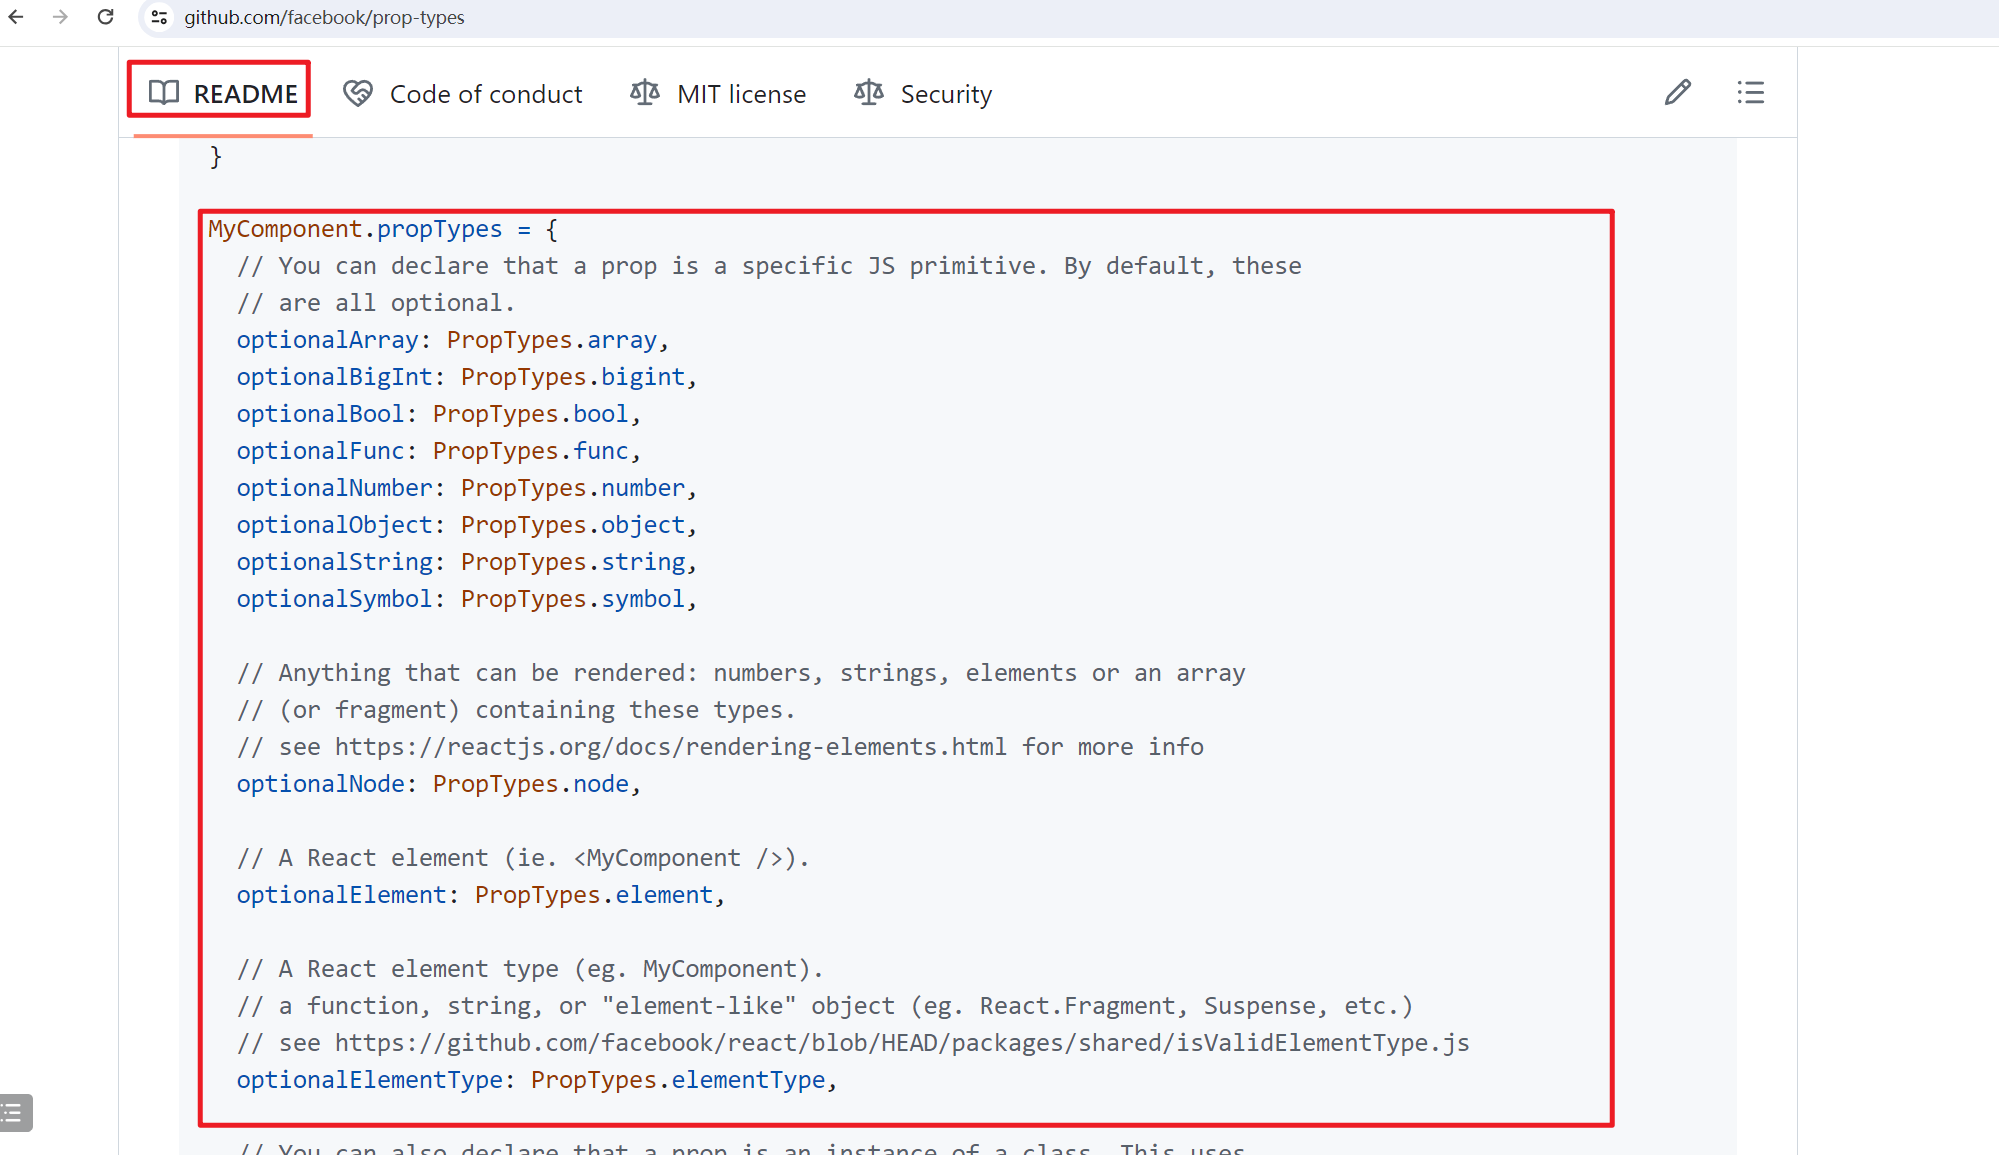 github.com/facebook/prop-types
README Code of conduct MIT license Security
}
MyComponent.propTypes = {
// You can declare that a prop is a specific JS primitive. By default, these
// are all optional.
optionalArray: PropTypes.array,
optionalBigInt: PropTypes.bigint,
optionalBool: PropTypes.bool,
optionalFunc: PropTypes.func,
optionalNumber: PropTypes.number,
optionalObject: PropTypes.object,
optionalString: PropTypes.string,
optionalSymbol: PropTypes.symbol,
// Anything that can be rendered: numbers, strings, elements or an array
// (or fragment) containing these types.
// see https://reactjs.org/docs/rendering-elements.html for more info
optionalNode: PropTypes.node,
// A React element (ie. <MyComponent />).
optionalElement: PropTypes.element,
// A React element type (eg. MyComponent).
// a function, string, or "element-like" object (eg. React.Fragment, Suspense, etc.)
// see https://github.com/facebook/react/blob/HEAD/packages/shared/isValidElementType.js
optionalElementType: PropTypes.elementType,
// You can also declare that a prop is an instance of a class. This uses